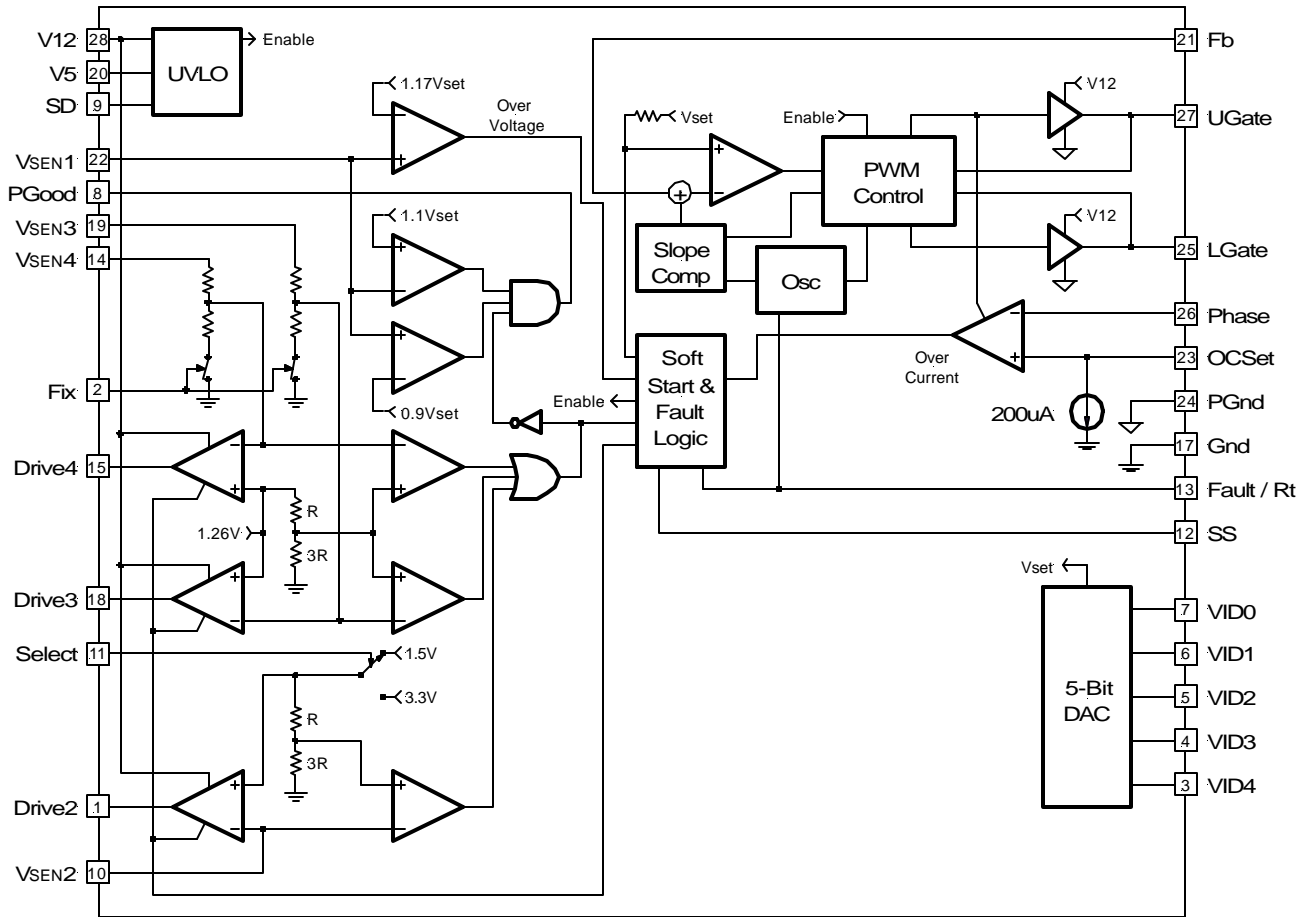 V12 28
V5 20
SD 9
VSEN1 22
PGood 8
VSEN3 19
VSEN4 14
Fix 2
Drive4 15
Drive3 18
Select 11
Drive2 1
VSEN2 10
UVLO
Enable
1.17Vset
Over
Voltage
1.1Vset
0.9Vset
1.26V
R
3R
1.5V
3.3V
R
3R
Vset
Enable
V12
PWM
Control
V12
Slope
Comp
Osc
Soft
Start &
Fault
Logic
Enable
Over
Current
200uA
Vset
5-Bit
DAC
21 Fb
27 UGate
25 LGate
26 Phase
23 OCSet
24 PGnd
17 Gnd
13 Fault / Rt
12 SS
7 VID0
6 VID1
5 VID2
4 VID3
3 VID4